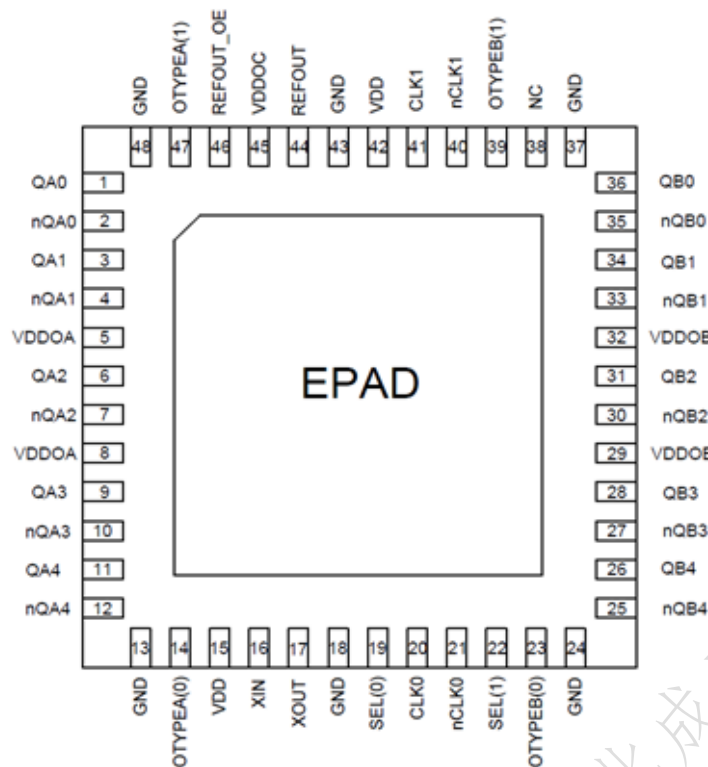 GND OTYPEA(1) REFOUT_OE VDDOC REFOUT GND VDD CLK1 nCLK1 OTYPEB(1) NC GND
48 47 46 45 44 43 42 41 40 39 38 37
QA0 1 36 QB0
nQA0 2 35 nQB0
QA1 3 34 QB1
nQA1 4 33 nQB1
VDDOA 5 32 VDDOB
QA2 6 31 QB2
EPAD
nQA2 7 30 nQB2
VDDOA 8 29 VDDOB
QA3 9 28 QB3
nQA3 10 27 nQB3
QA4 11 26 QB4
nQA4 12 25 nQB4
13 14 15 16 17 18 19 20 21 22 23 24
GND OTYPEA(0) VDD XIN XOUT GND SEL(0) CLK0 nCLK0 SEL(1) OTYPEB(0) GND
成